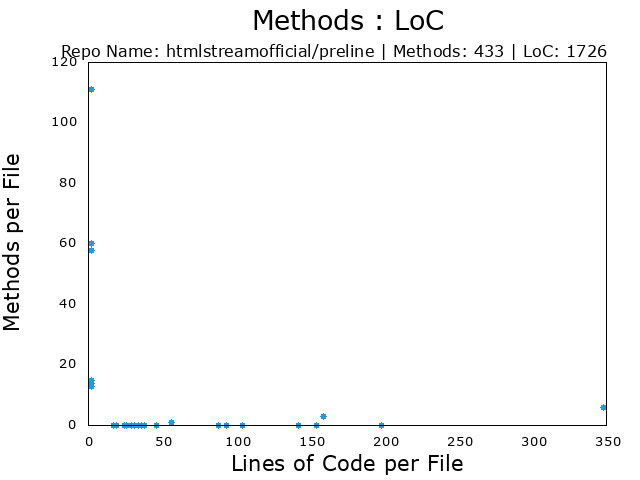 Methods : LoC
Repo Name: htmlstreamofficial/preline | Methods: 433 | LoC: 1726
120
100
80
60
40
20
0
Methods per File
0 50 100 150 200 250 300 350
Lines of Code per File